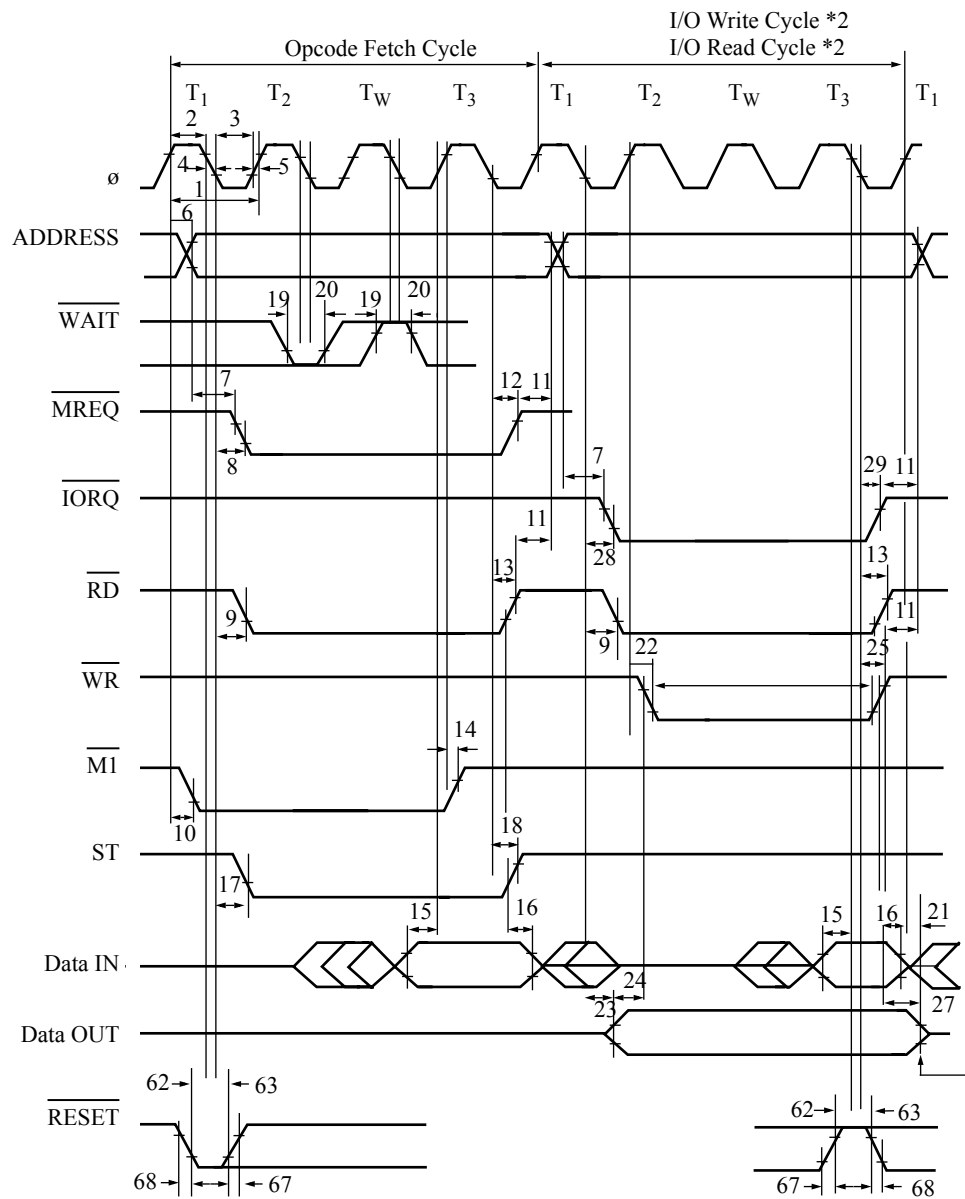 I/O Write Cycle *2
Opcode Fetch Cycle I/O Read Cycle *2
T1 T2 TW T3 T1 T2 TW T3 T1
2 3
4 5
ø
1
6
ADDRESS
19 20 19 20
WAIT
7 12 11
MREQ
8
7 29 11
IORQ
11 28
13 13
RD
9 9 11
22 25
WR
14
M1
10
18
ST
17
15 16 15 16 21
Data IN
23 24 27
Data OUT
62 63 62 63
RESET
68 67 67 68